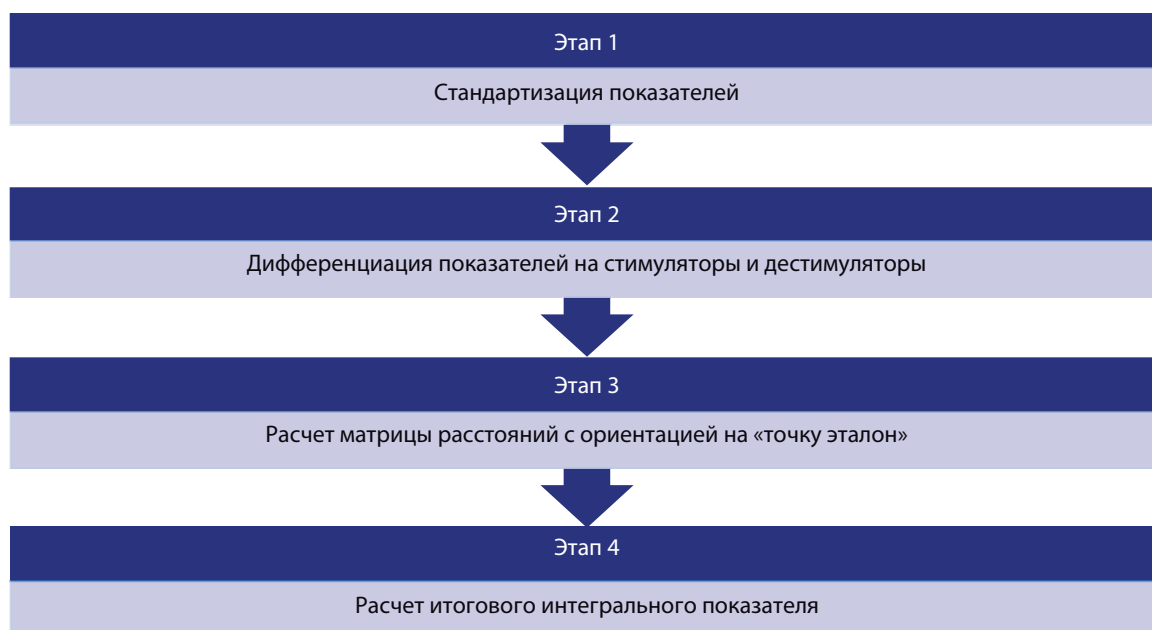 Этап 1
Стандартизация показателей
Этап 2
Дифференциация показателей на стимуляторы и дестимуляторы
Этап 3
Расчет матрицы расстояний с ориентацией на «точку эталон»
Этап 4
Расчет итогового интегрального показателя